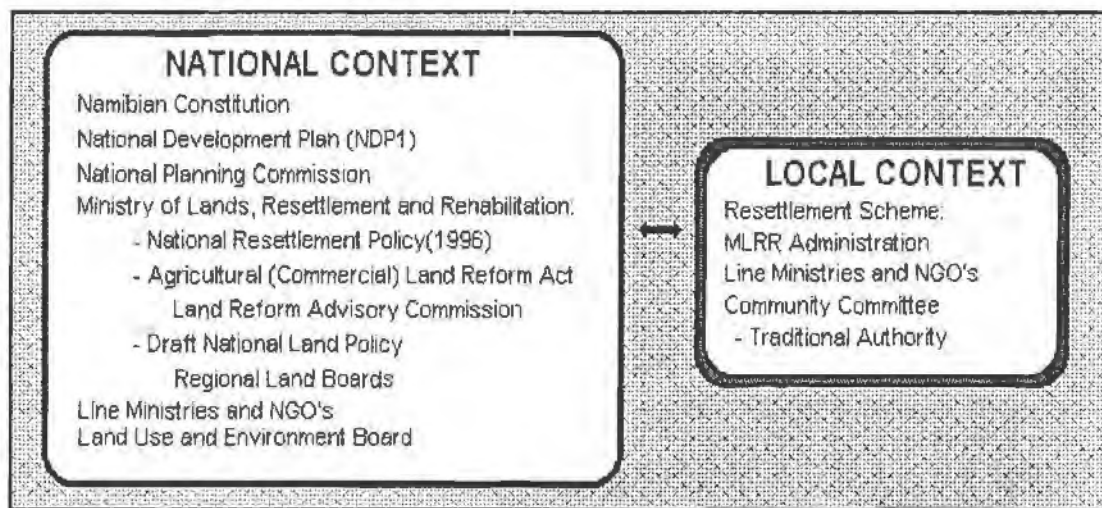 NATIONAL CONTEXT
Namibian Constitution
National Development Plan (NDP1)
National Planning Commission
Ministry of Lands, Resettlement and Rehabilitation:
- National Resettlement Policy(1996)
- Agricultural (Commercial) Land Reform Act
Land Reform Advisory Commission
- Draft National Land Policy
Regional Land Boards
Line Ministries and NGO's
Land Use and Environment Board
LOCAL CONTEXT
Resettlement Scheme:
MLRR Administration
Line Ministries and NGO's
Community Committee
- Traditional Authority